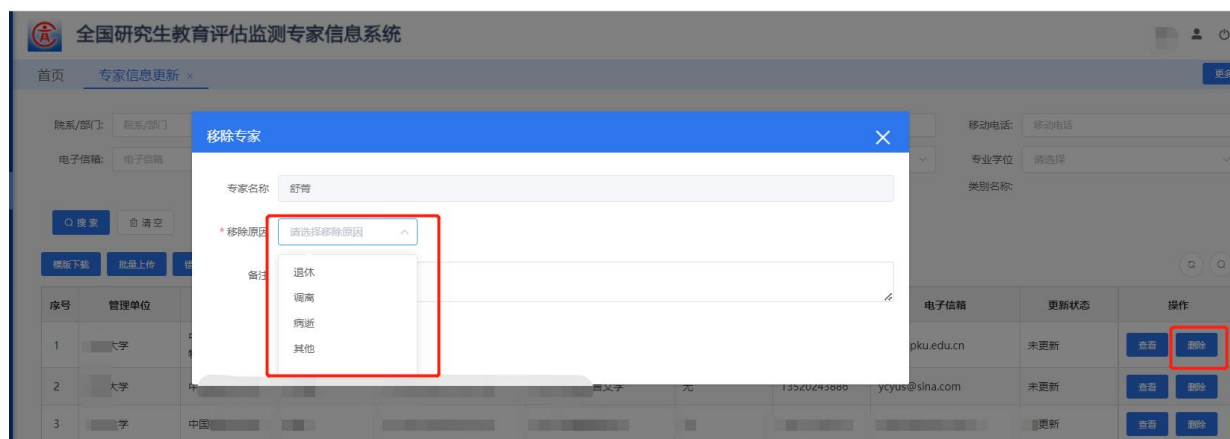 全国研究生教育评估监测专家信息系统
首页 专家信息更新 ×
更多
院系/部门: 院系/部门 移动电话: 移动电话
移除专家
电子信箱: 电子信箱 专业学位 请选择
类别名称:
专家名称
搜索 清空
* 移除原因 请选择移除原因
模版下载 批量上传
备注 退休
调离
病逝
其他
序号 管理单位 电子信箱 更新状态 操作
1 大学 pku.edu.cn 未更新 查看 删除
2 大学 13520243886 ycyus@sina.com 未更新 查看 删除
3 学 中国 更新 查看 删除